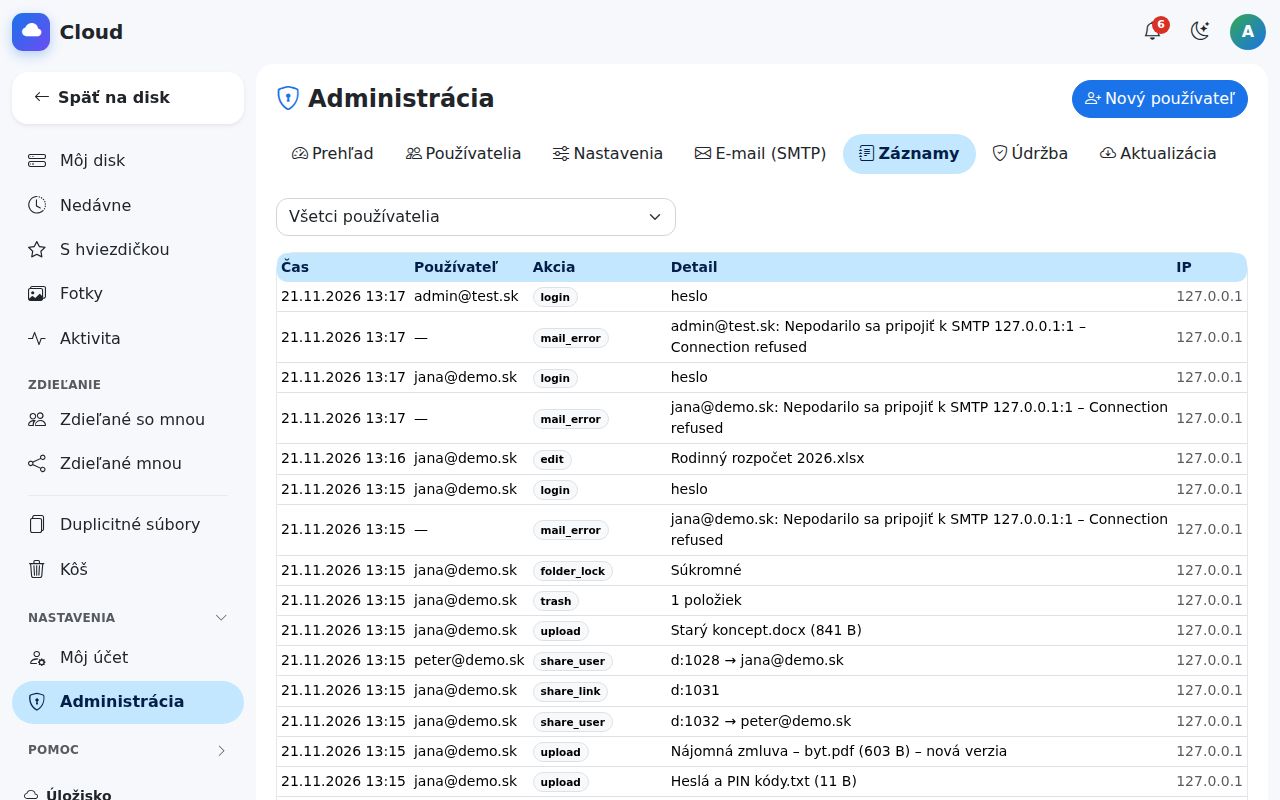 Cloud
6
A
Späť na disk
Môj disk
Nedávne
S hviezdičkou
Fotky
Aktivita
ZDIEĽANIE
Zdieľané so mnou
Zdieľané mnou
Duplicitné súbory
Kôš
NASTAVENIA
Môj účet
Administrácia
POMOC
Úložisko
Administrácia
Nový používateľ
Prehľad Používatelia Nastavenia E-mail (SMTP) Záznamy Údržba Aktualizácia
Všetci používatelia
Čas Používateľ Akcia Detail IP
21.11.2026 13:17 admin@test.sk login heslo 127.0.0.1
21.11.2026 13:17 — mail_error admin@test.sk: Nepodarilo sa pripojiť k SMTP 127.0.0.1:1 – 127.0.0.1
Connection refused
21.11.2026 13:17 jana@demo.sk login heslo 127.0.0.1
21.11.2026 13:17 — mail_error jana@demo.sk: Nepodarilo sa pripojiť k SMTP 127.0.0.1:1 – Connection 127.0.0.1
refused
21.11.2026 13:16 jana@demo.sk edit Rodinný rozpočet 2026.xlsx 127.0.0.1
21.11.2026 13:15 jana@demo.sk login heslo 127.0.0.1
21.11.2026 13:15 — mail_error jana@demo.sk: Nepodarilo sa pripojiť k SMTP 127.0.0.1:1 – Connection 127.0.0.1
refused
21.11.2026 13:15 jana@demo.sk folder_lock Súkromné 127.0.0.1
21.11.2026 13:15 jana@demo.sk trash 1 položiek 127.0.0.1
21.11.2026 13:15 jana@demo.sk upload Starý koncept.docx (841 B) 127.0.0.1
21.11.2026 13:15 peter@demo.sk share_user d:1028 → jana@demo.sk 127.0.0.1
21.11.2026 13:15 jana@demo.sk share_link d:1031 127.0.0.1
21.11.2026 13:15 jana@demo.sk share_user d:1032 → peter@demo.sk 127.0.0.1
21.11.2026 13:15 jana@demo.sk upload Nájomná zmluva – byt.pdf (603 B) – nová verzia 127.0.0.1
21.11.2026 13:15 jana@demo.sk upload Heslá a PIN kódy.txt (11 B) 127.0.0.1